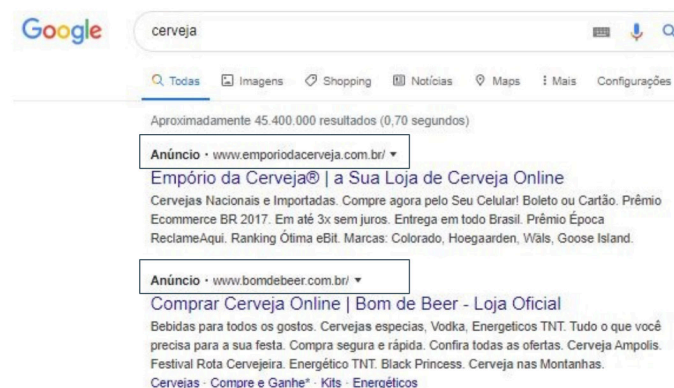 Google
cerveja
Todas Imagens Shopping Notícias Maps Mais Configurações
Aproximadamente 45.400.000 resultados (0,70 segundos)
Anúncio · www.emporiodacerveja.com.br/
Empório da Cerveja® | a Sua Loja de Cerveja Online
Cervejas Nacionais e Importadas. Compre agora pelo Seu Celular! Boleto ou Cartão. Prêmio
Ecommerce BR 2017. Em até 3x sem juros. Entrega em todo Brasil. Prêmio Época
ReclameAqui. Ranking Ótima eBit. Marcas: Colorado, Hoegaarden, Wäls, Goose Island.
Anúncio · www.bomdebeer.com.br/
Comprar Cerveja Online | Bom de Beer - Loja Oficial
Bebidas para todos os gostos. Cervejas especias, Vodka, Energeticos TNT. Tudo o que você
precisa para a sua festa. Compra segura e rápida. Confira todas as ofertas. Cerveja Ampolis.
Festival Rota Cervejeira. Energético TNT. Black Princess. Cerveja nas Montanhas.
Cervejas · Compre e Ganhe* · Kits · Energéticos